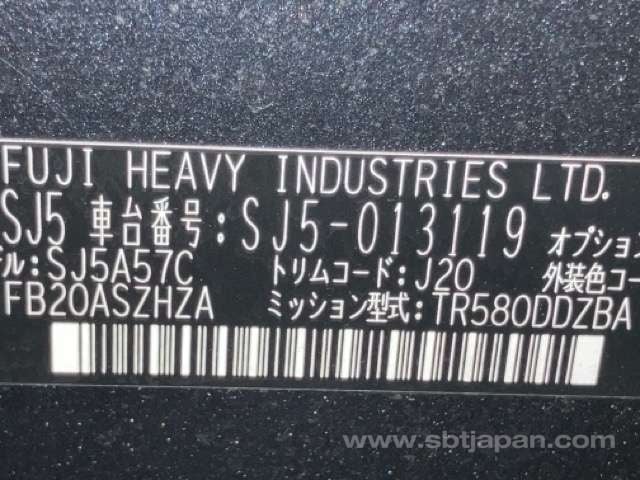 FUJI HEAVY INDUSTRIES LTD.
SJ5 車台番号:SJ5-013119 オプション
ル:SJ5A57C トリムコード:J20 外装色コー
FB20ASZHZA ミッション型式:TR580DDZBA
www.sbtjapan.com